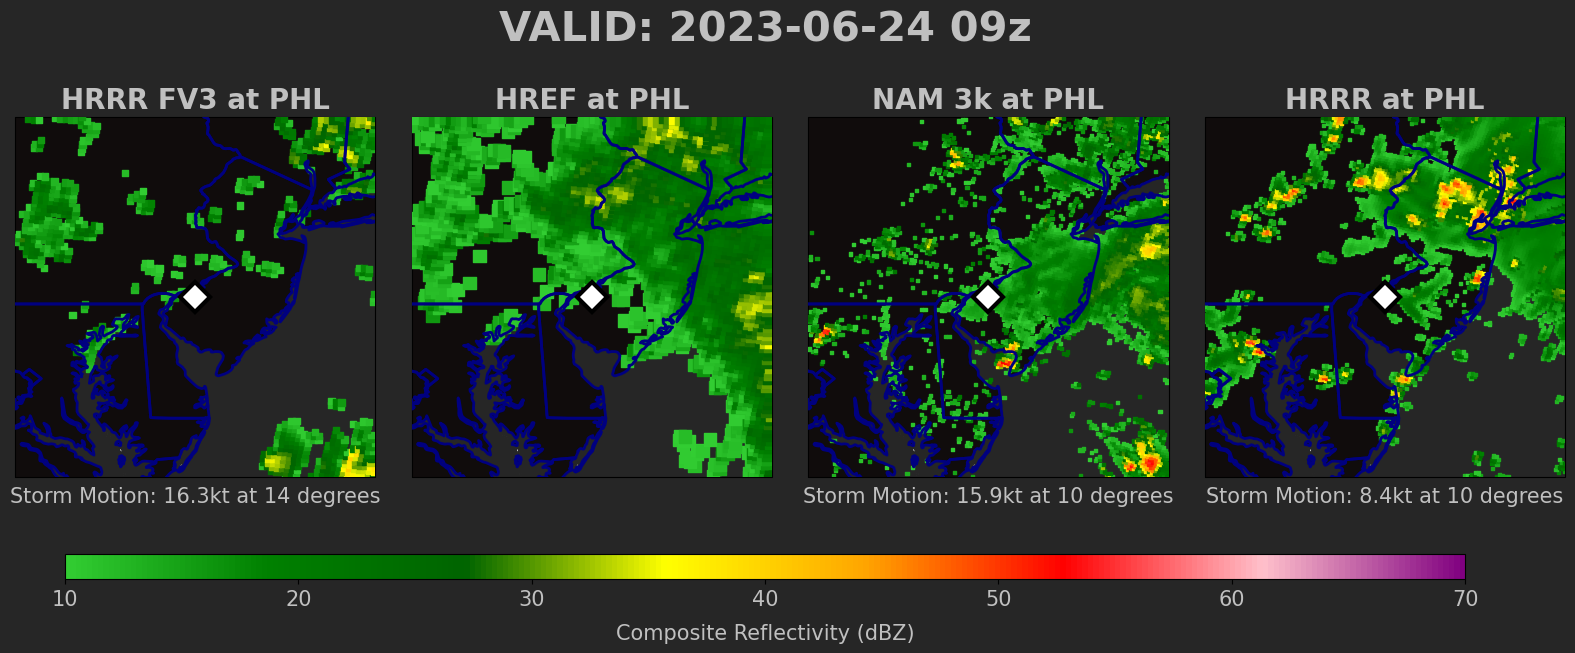 VALID: 2023-06-24 09z
HRRR FV3 at PHL
HREF at PHL
NAM 3k at PHL
HRRR at PHL
Storm Motion: 16.3kt at 14 degrees
Storm Motion: 15.9kt at 10 degrees
Storm Motion: 8.4kt at 10 degrees
10 20 30 40 50 60 70
Composite Reflectivity (dBZ)